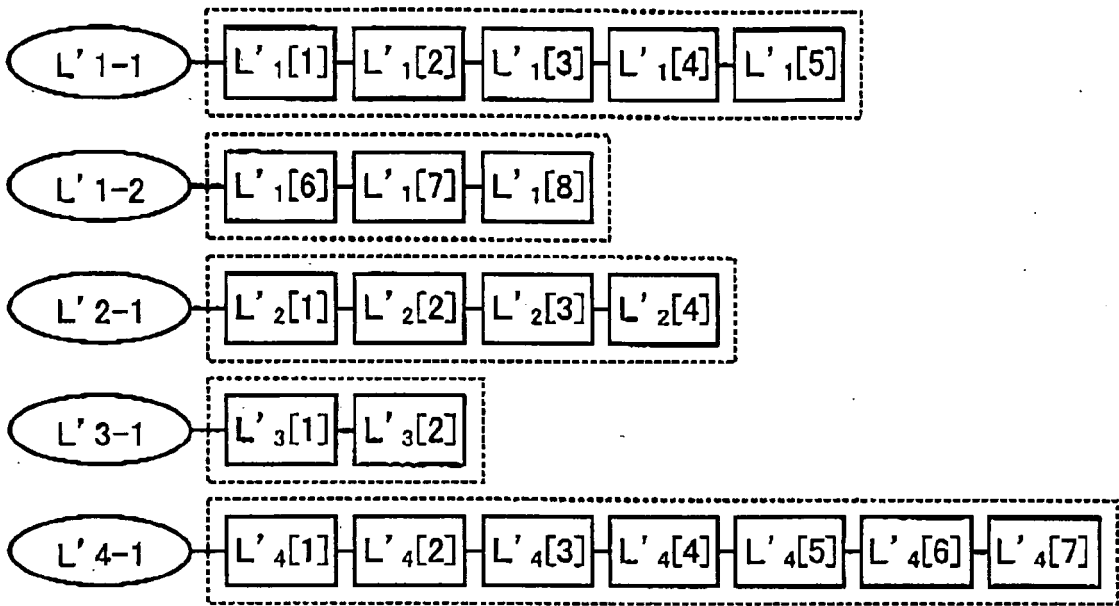 L' 1-1 L'₁[1] L'₁[2] L'₁[3] L'₁[4] L'₁[5]
L' 1-2 L'₁[6] L'₁[7] L'₁[8]
L' 2-1 L'₂[1] L'₂[2] L'₂[3] L'₂[4]
L' 3-1 L'₃[1] L'₃[2]
L' 4-1 L'₄[1] L'₄[2] L'₄[3] L'₄[4] L'₄[5] L'₄[6] L'₄[7]